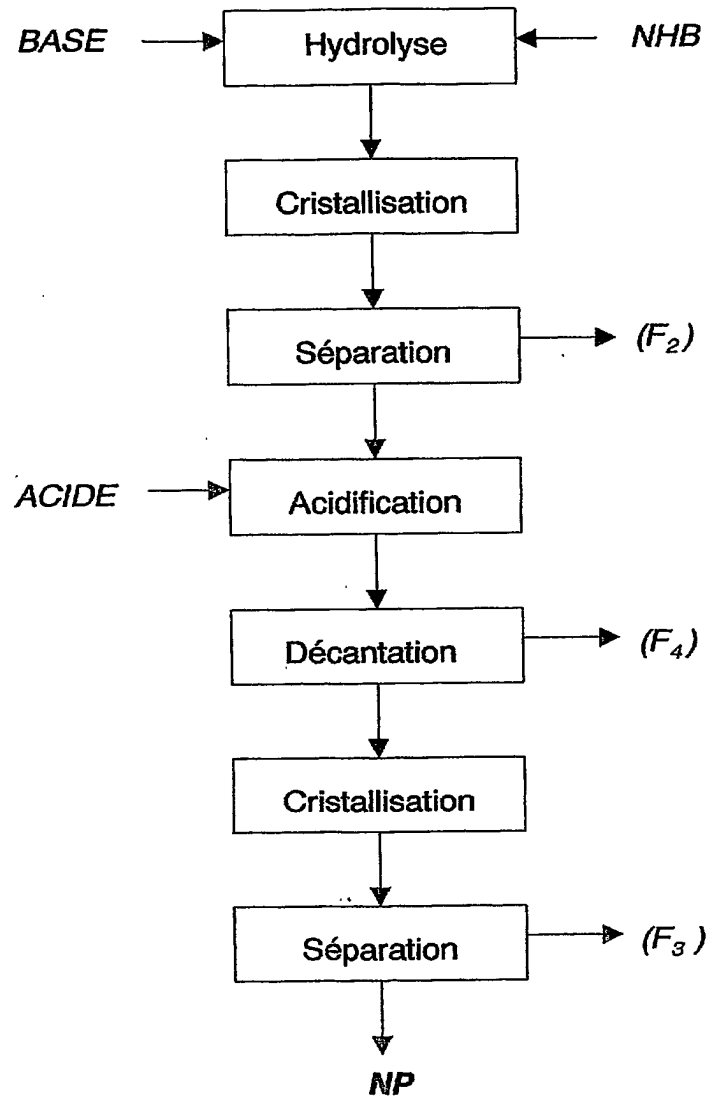 BASE
Hydrolyse
NHB
Cristallisation
Séparation
(F₂)
ACIDE
Acidification
Décantation
(F₄)
Cristallisation
Séparation
(F₃)
NP